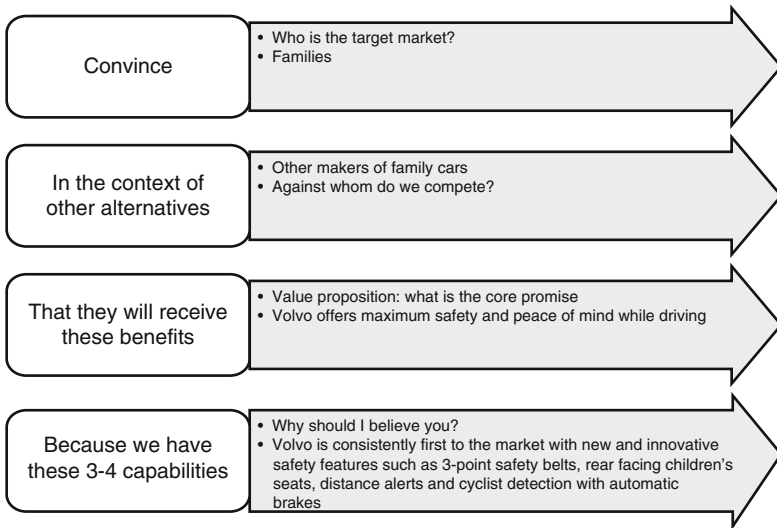 Convince
• Who is the target market?
• Families
In the context of
other alternatives
• Other makers of family cars
• Against whom do we compete?
That they will receive
these benefits
• Value proposition: what is the core promise
• Volvo offers maximum safety and peace of mind while driving
Because we have
these 3-4 capabilities
• Why should I believe you?
• Volvo is consistently first to the market with new and innovative
safety features such as 3-point safety belts, rear facing children's
seats, distance alerts and cyclist detection with automatic
brakes